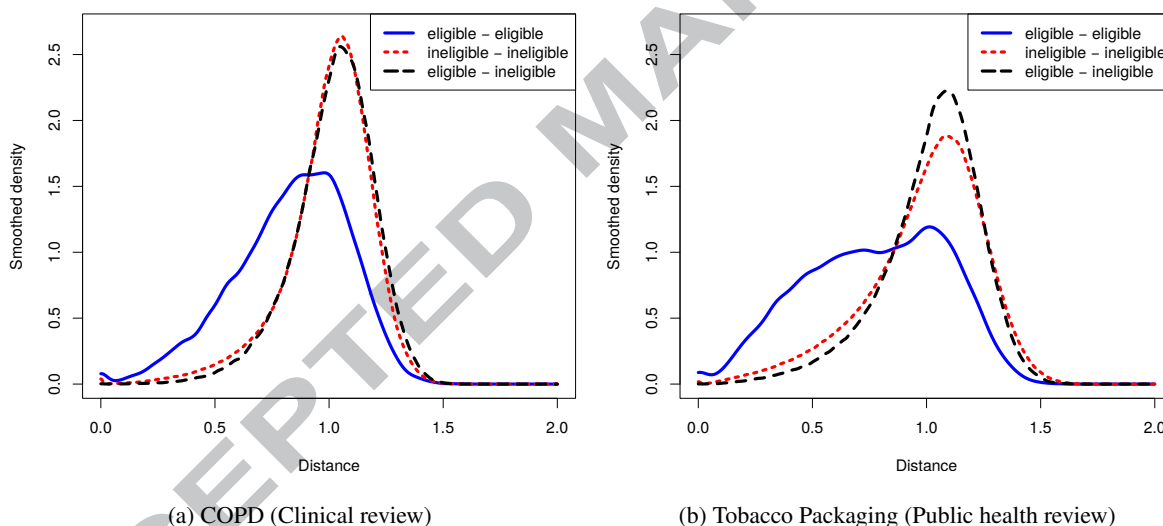 eligible − eligible
ineligible − ineligible
eligible − ineligible
Smoothed density
0.0 0.5 1.0 1.5 2.0 2.5
0.0 0.5 1.0 1.5 2.0
Distance
(a) COPD (Clinical review)
eligible − eligible
ineligible − ineligible
eligible − ineligible
Smoothed density
0.0 0.5 1.0 1.5 2.0 2.5
0.0 0.5 1.0 1.5 2.0
Distance
(b) Tobacco Packaging (Public health review)
EPTED MA